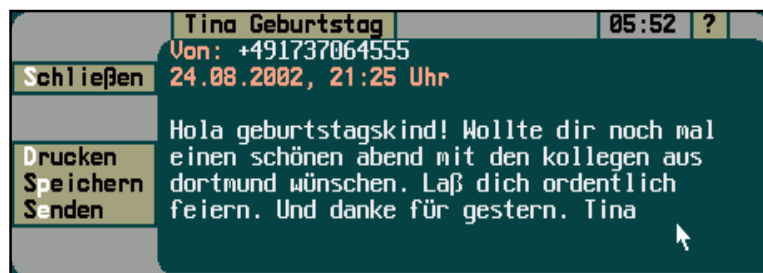 Tina Geburtstag 05:52 ?
Von: +491737064555
Schließen 24.08.2002, 21:25 Uhr
Hola geburtstagskind! Wollte dir noch mal
Drucken einen schönen abend mit den kollegen aus
Speichern dortmund wünschen. Laß dich ordentlich
Senden feiern. Und danke für gestern. Tina